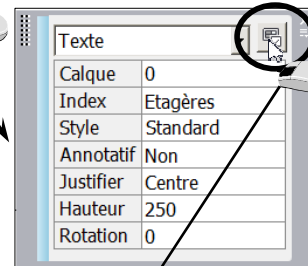 Texte
Calque 0
Index Etagères
Style Standard
Annotatif Non
Justifier Centre
Hauteur 250
Rotation 0